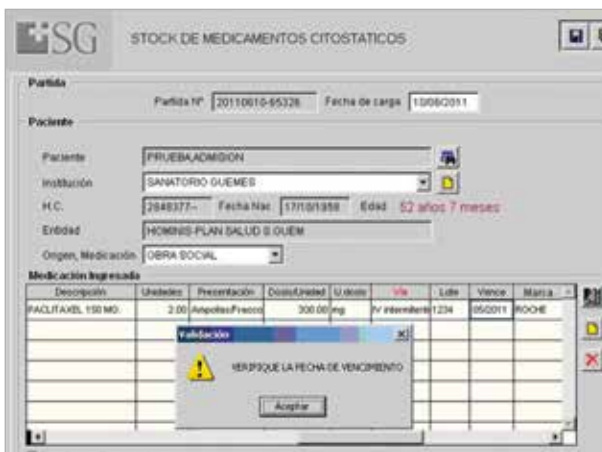 SG STOCK DE MEDICAMENTOS CITOSTATICOS
Partida
Partida Nº 20110610-65326 Fecha de carga 10/06/2011
Paciente
Paciente PRUEBA,ADMISION
Institución SANATORIO GUEMES
H.C. 2648377-- Fecha Nac. 17/10/1958 Edad 52 años 7 meses
Entidad HOMINIS-PLAN SALUD S GUEM
Origen, Medicación OBRA SOCIAL
Medicación Ingresada
Descripción Unidades Presentación Dosis/Unidad U.dosis Vía Lote Vence Marca
PACLITAXEL 150 MG. 2.00 Ampollas/Frasco 300.00 mg IV intermitente 1234 05/2011 ROCHE
Validación
VERIFIQUE LA FECHA DE VENCIMIENTO
Aceptar